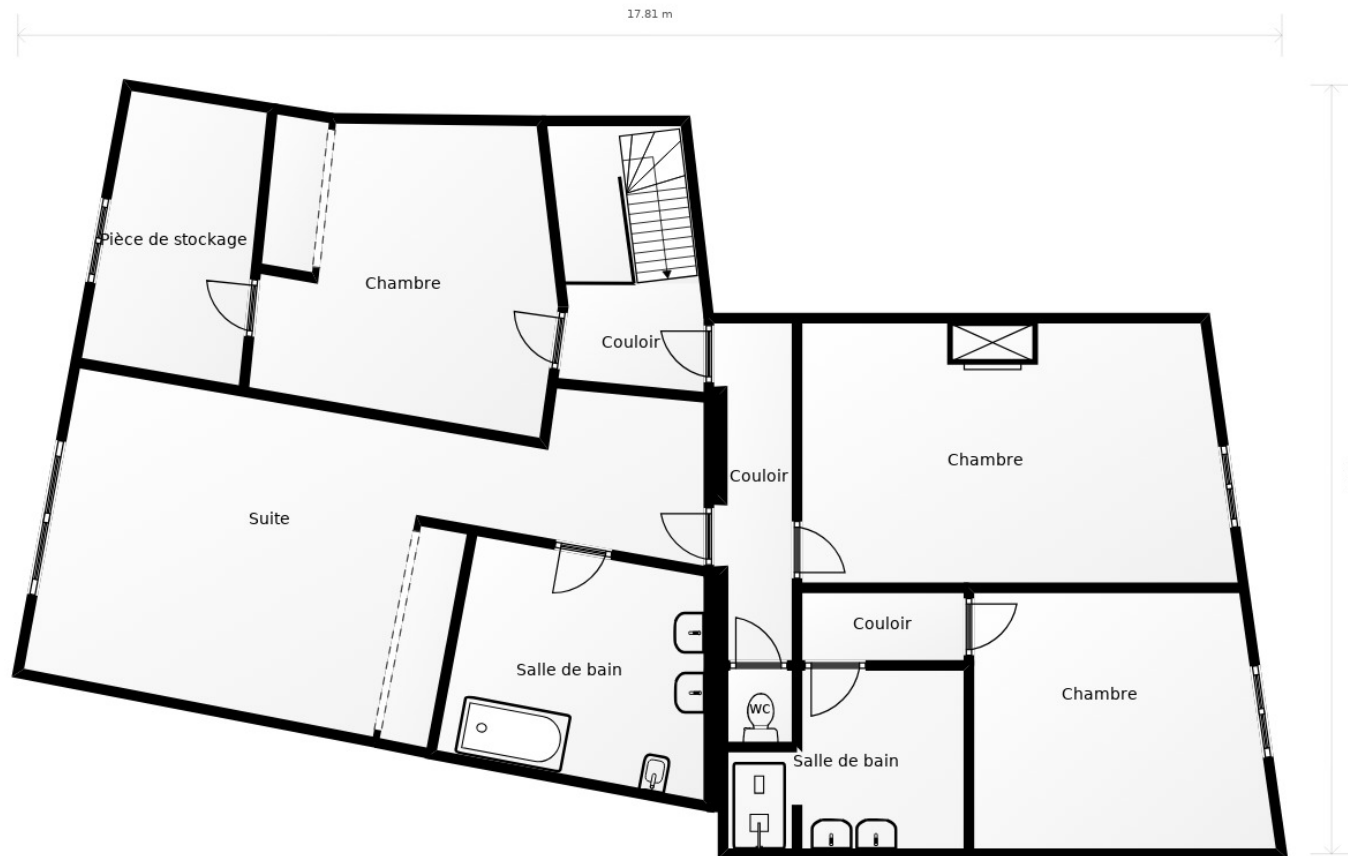 17.81 m
Pièce de stockage
Chambre
Couloir
Chambre
Couloir
Suite
Couloir
Salle de bain
Chambre
WC
Salle de bain